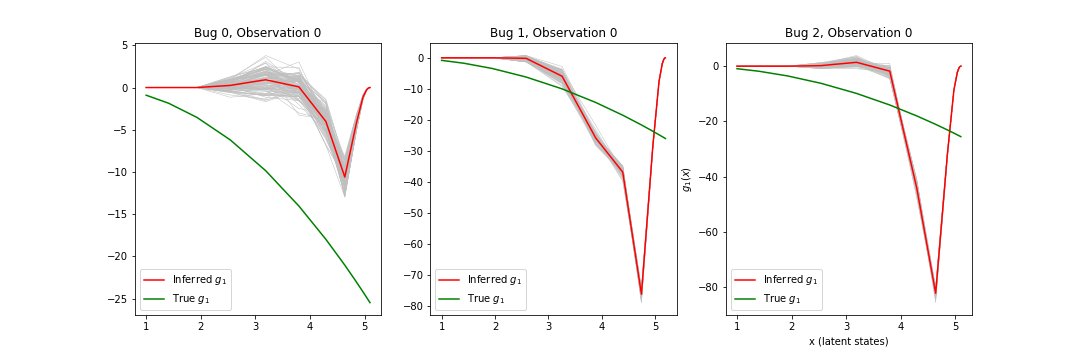 Bug 0, Observation 0
5
0
−5
−10
−15
−20
−25
Inferred g₁
True g₁
1 2 3 4 5
Bug 1, Observation 0
0
−10
−20
−30
−40
−50
−60
−70
−80
Inferred g₁
True g₁
1 2 3 4 5
Bug 2, Observation 0
g₁(x)
0
−20
−40
−60
−80
Inferred g₁
True g₁
1 2 3 4 5
x (latent states)